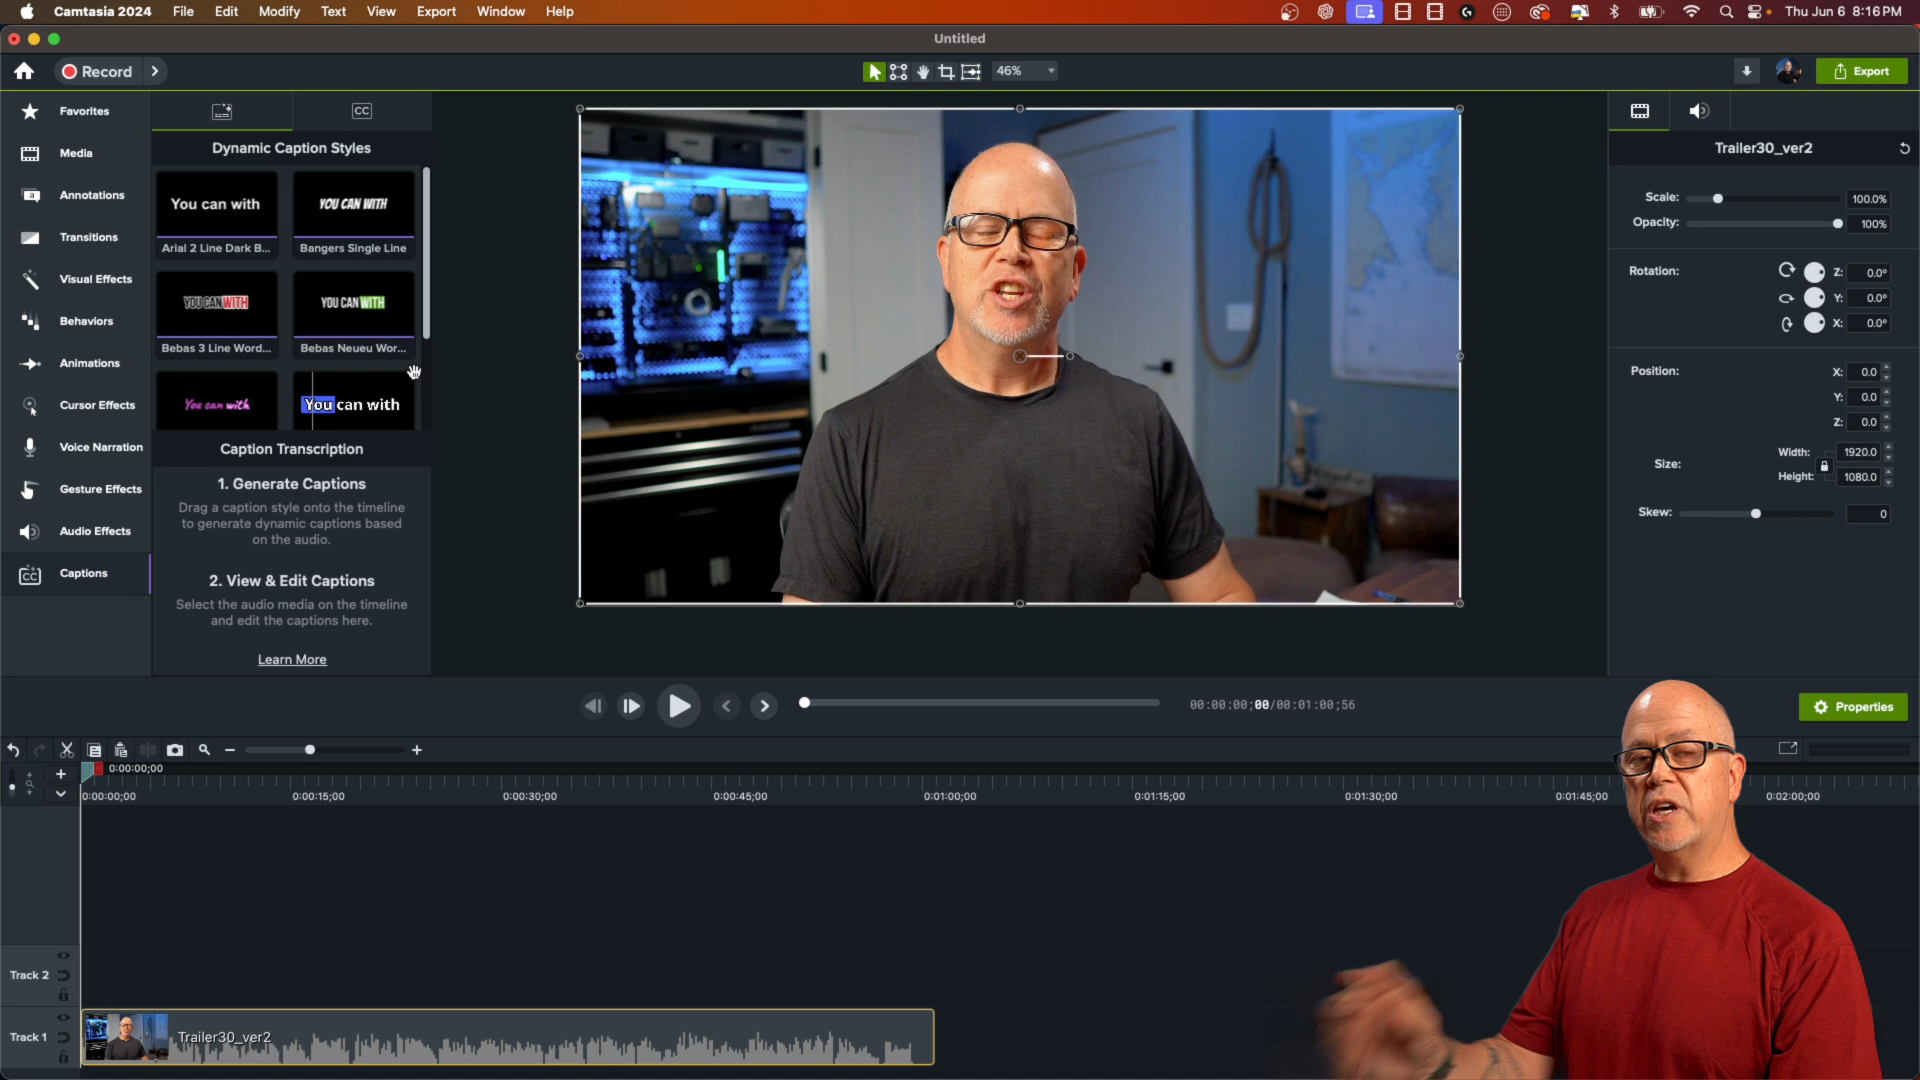 Camtasia 2024 File Edit Modify Text View Export Window Help
Thu Jun 6 8:16 PM
Untitled
Record
46%
Export
Favorites
Media
Annotations
Transitions
Visual Effects
Behaviors
Animations
Cursor Effects
Voice Narration
Gesture Effects
Audio Effects
CC
Captions
CC
Dynamic Caption Styles
You can with
Arial 2 Line Dark B...
YOU CAN WITH
Bangers Single Line
YOU CAN WITH
Bebas 3 Line Word...
YOU CAN WITH
Bebas Neueu Wor...
You can with
You can with
Caption Transcription
1. Generate Captions
Drag a caption style onto the timeline
to generate dynamic captions based
on the audio.
2. View & Edit Captions
Select the audio media on the timeline
and edit the captions here.
Learn More
Trailer30_ver2
Scale: 100.0%
Opacity: 100%
Rotation: Z: 0.0°
Y: 0.0°
X: 0.0°
Position: X: 0.0
Y: 0.0
Z: 0.0
Size: Width: 1920.0
Height: 1080.0
Skew: 0
00:00:00;00/00:01:00;56
Properties
0:00:00;00
0:00:00;00 0:00:15;00 0:00:30;00 0:00:45;00 0:01:00;00 0:01:15;00 0:01:30;00 0:01:45;00 0:02:00;00
Track 2
Track 1
Trailer30_ver2